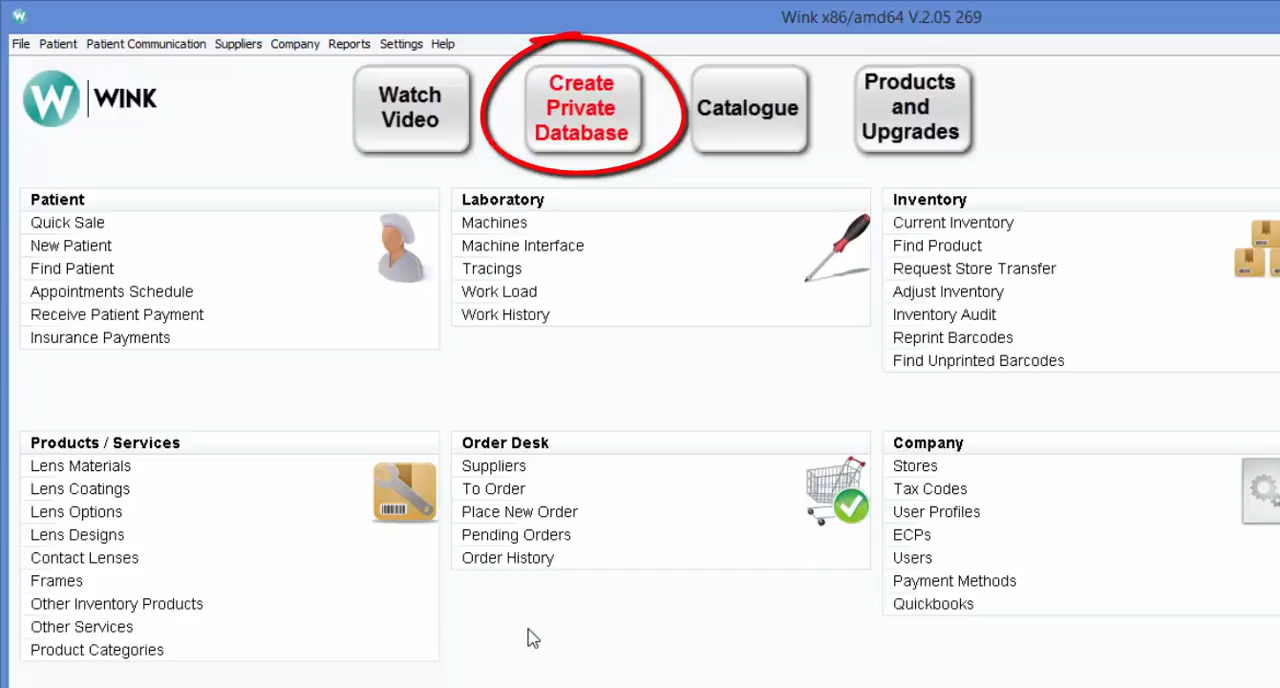 Wink x86/amd64 V.2.05 269
File Patient Patient Communication Suppliers Company Reports Settings Help
W WINK
Watch
Video
Create
Private
Database
Catalogue
Products
and
Upgrades
Patient
Quick Sale
New Patient
Find Patient
Appointments Schedule
Receive Patient Payment
Insurance Payments
Laboratory
Machines
Machine Interface
Tracings
Work Load
Work History
Inventory
Current Inventory
Find Product
Request Store Transfer
Adjust Inventory
Inventory Audit
Reprint Barcodes
Find Unprinted Barcodes
Products / Services
Lens Materials
Lens Coatings
Lens Options
Lens Designs
Contact Lenses
Frames
Other Inventory Products
Other Services
Product Categories
Order Desk
Suppliers
To Order
Place New Order
Pending Orders
Order History
Company
Stores
Tax Codes
User Profiles
ECPs
Users
Payment Methods
Quickbooks